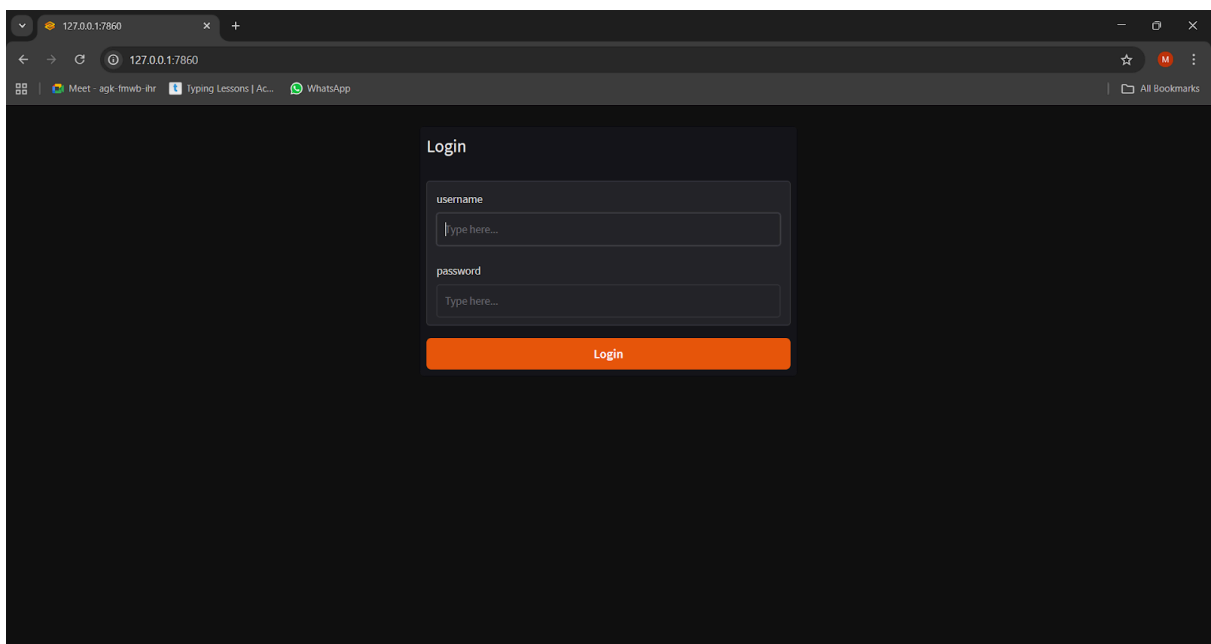 127.0.0.1:7860
127.0.0.1:7860
M
Meet - agk-fmwb-ihr
t Typing Lessons | Ac...
WhatsApp
All Bookmarks
Login
username
Type here...
password
Type here...
Login